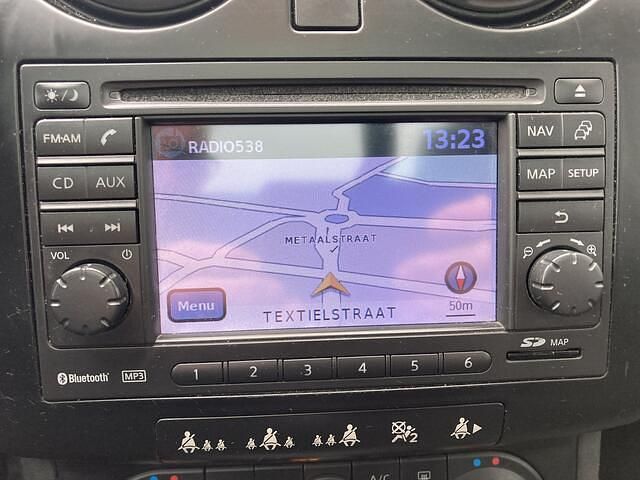 FM·AM
CD AUX
VOL
RADIO538
13:23
METAALSTRAAT
Menu
TEXTIELSTRAAT
50m
NAV
MAP SETUP
SD MAP
Bluetooth
MP3
1 2 3 4 5 6
2
A/C